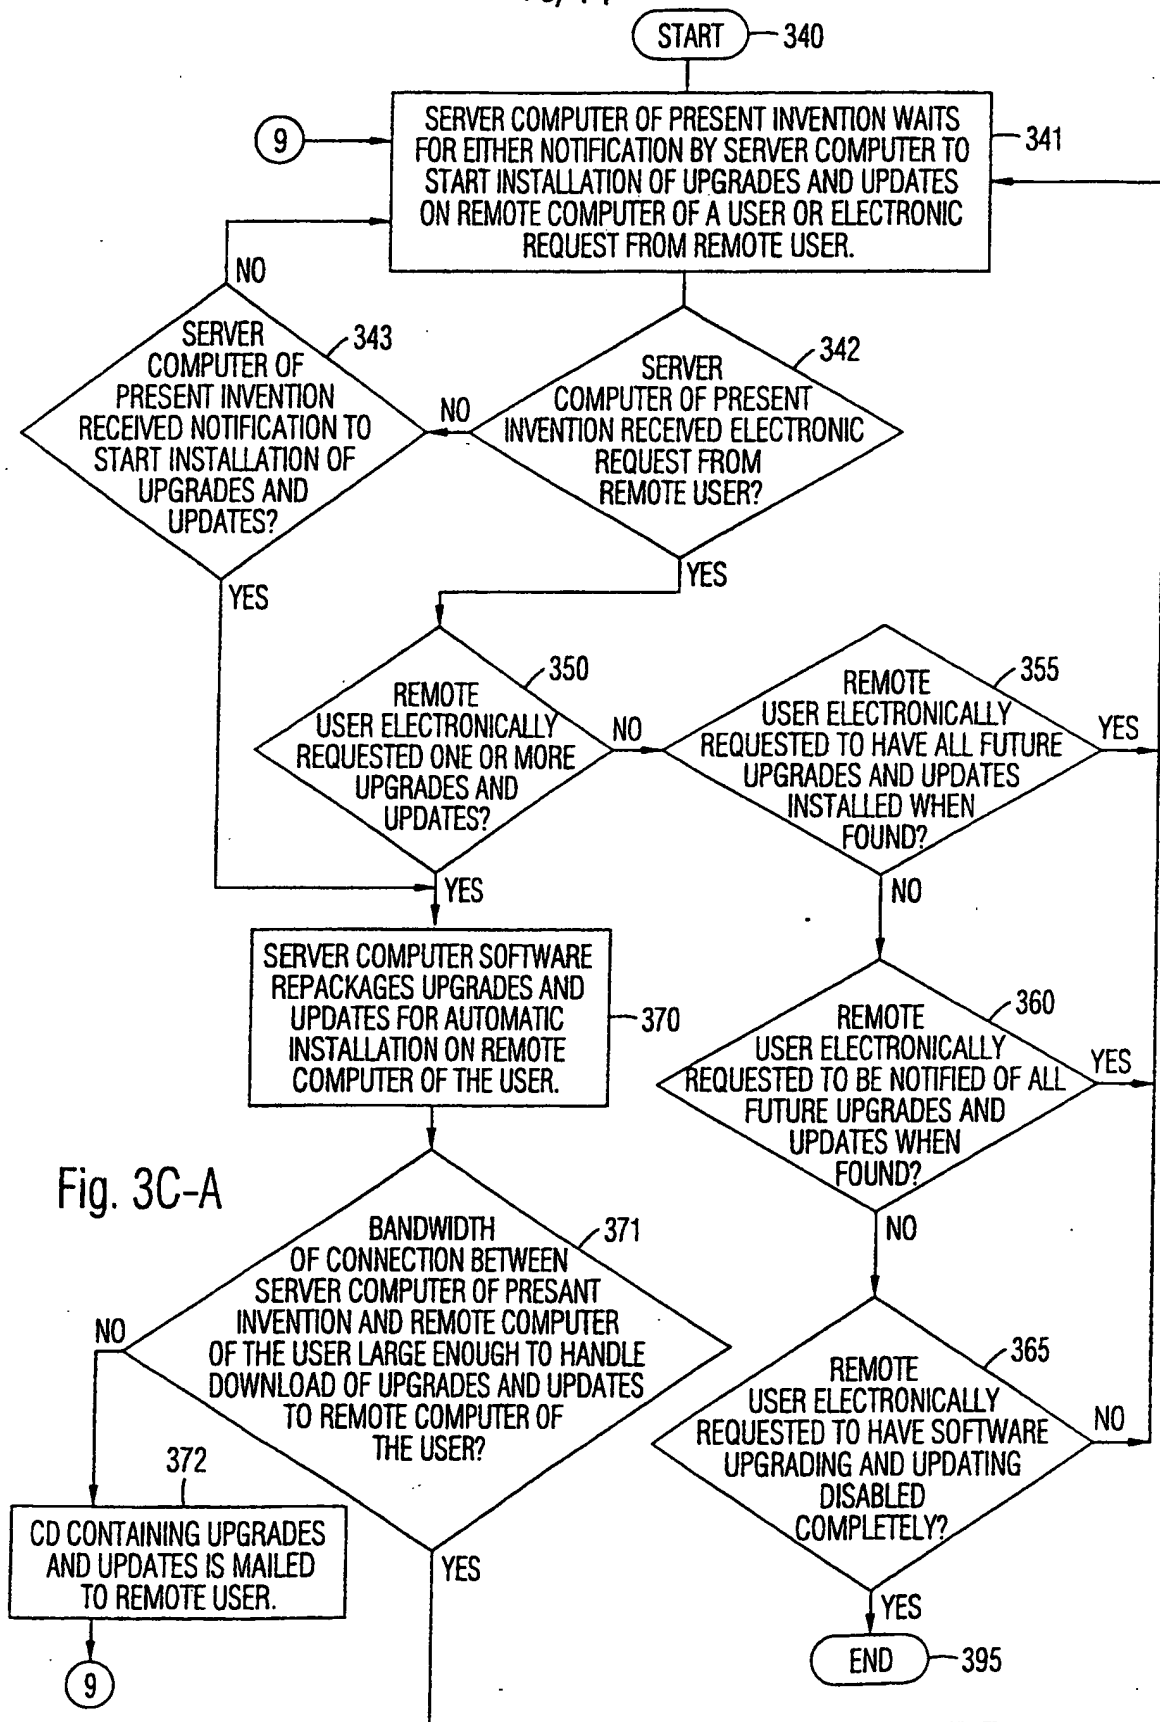 START
340
9
SERVER COMPUTER OF PRESENT INVENTION WAITS
FOR EITHER NOTIFICATION BY SERVER COMPUTER TO
START INSTALLATION OF UPGRADES AND UPDATES
ON REMOTE COMPUTER OF A USER OR ELECTRONIC
REQUEST FROM REMOTE USER.
341
NO
SERVER
COMPUTER OF
PRESENT INVENTION
RECEIVED NOTIFICATION TO
START INSTALLATION OF
UPGRADES AND
UPDATES?
343
NO
SERVER
COMPUTER OF PRESENT
INVENTION RECEIVED ELECTRONIC
REQUEST FROM
REMOTE USER?
342
YES
YES
REMOTE
USER ELECTRONICALLY
REQUESTED ONE OR MORE
UPGRADES AND
UPDATES?
350
NO
REMOTE
USER ELECTRONICALLY
REQUESTED TO HAVE ALL FUTURE
UPGRADES AND UPDATES
INSTALLED WHEN
FOUND?
355
YES
YES
NO
SERVER COMPUTER SOFTWARE
REPACKAGES UPGRADES AND
UPDATES FOR AUTOMATIC
INSTALLATION ON REMOTE
COMPUTER OF THE USER.
370
REMOTE
USER ELECTRONICALLY
REQUESTED TO BE NOTIFIED OF ALL
FUTURE UPGRADES AND
UPDATES WHEN
FOUND?
360
YES
NO
Fig. 3C-A
BANDWIDTH
OF CONNECTION BETWEEN
SERVER COMPUTER OF PRESANT
INVENTION AND REMOTE COMPUTER
OF THE USER LARGE ENOUGH TO HANDLE
DOWNLOAD OF UPGRADES AND UPDATES
TO REMOTE COMPUTER OF
THE USER?
371
NO
YES
REMOTE
USER ELECTRONICALLY
REQUESTED TO HAVE SOFTWARE
UPGRADING AND UPDATING
DISABLED
COMPLETELY?
365
NO
YES
372
CD CONTAINING UPGRADES
AND UPDATES IS MAILED
TO REMOTE USER.
9
END
395